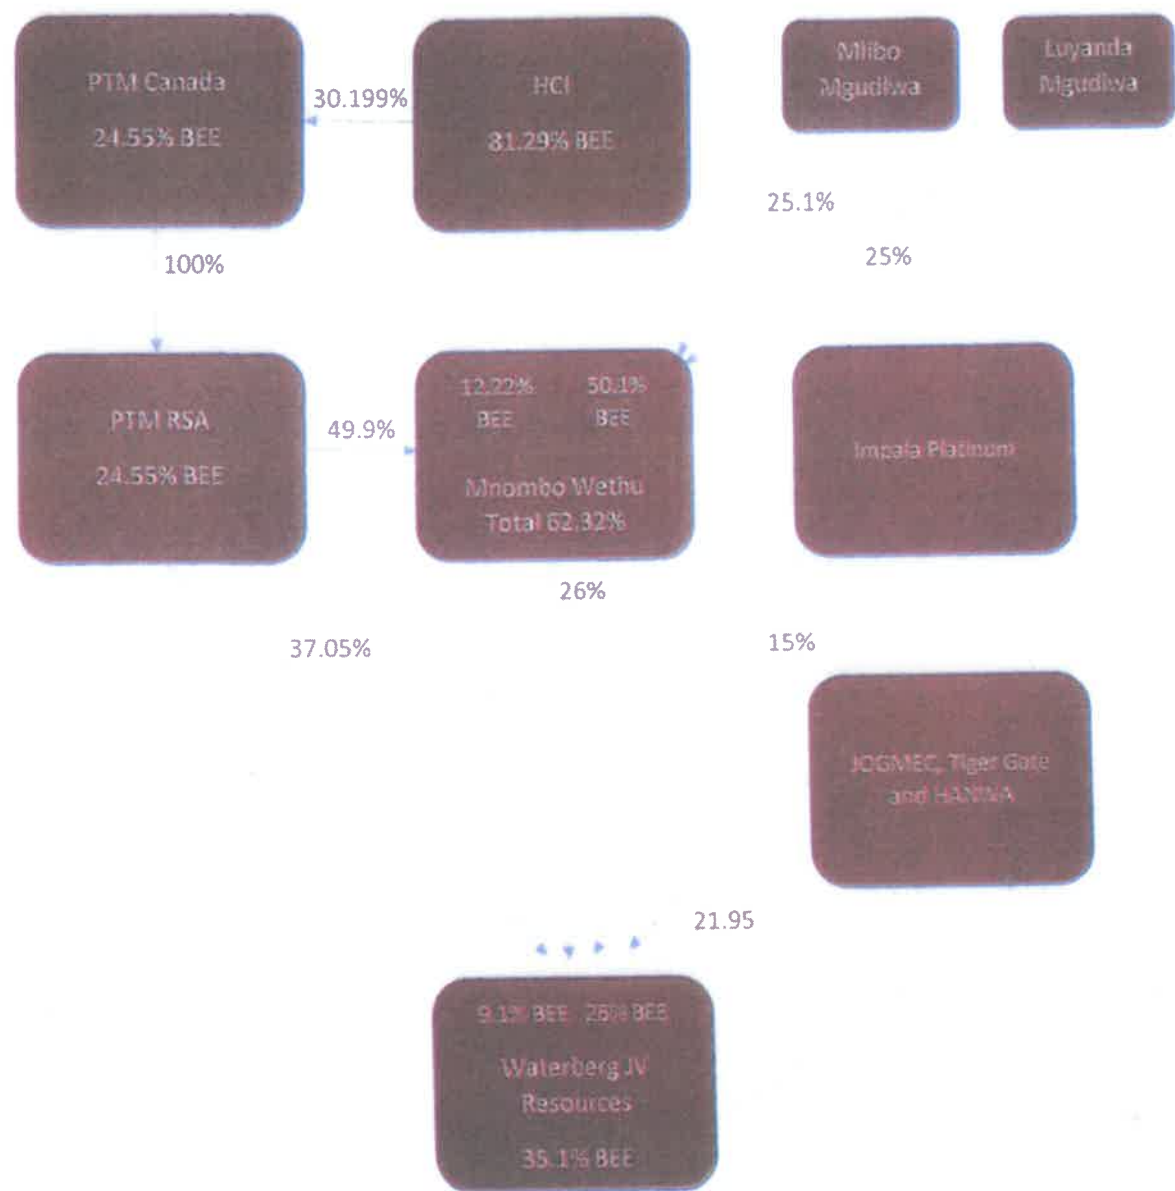 PTM Canada
24.55% BEE
30.199%
HCI
81.29% BEE
Mlibo
Mgudlwa
Luyanda
Mgudlwa
25.1%
25%
100%
PTM RSA
24.55% BEE
49.9%
12.22%
BEE
50.1%
BEE
Mnombo Wethu
Total 62.32%
Impala Platinum
26%
37.05%
15%
JOGMEC, Tiger Gate
and HANWA
21.95
9.1% BEE 26% BEE
Waterberg JV
Resources
35.1% BEE